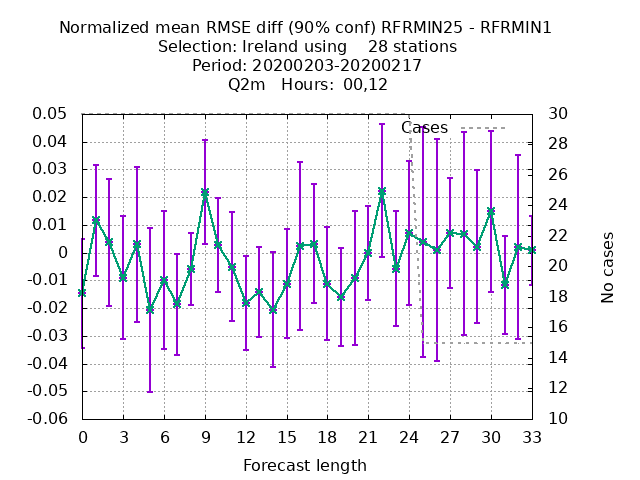 Normalized mean RMSE diff (90% conf) RFRMIN25 - RFRMIN1
Selection: Ireland using 28 stations
Period: 20200203-20200217
Q2m Hours: 00,12
0.05
0.04
0.03
0.02
0.01
0
-0.01
-0.02
-0.03
-0.04
-0.05
-0.06
Cases
30
28
26
24
22
20
18
16
14
12
10
No cases
0 3 6 9 12 15 18 21 24 27 30 33
Forecast length